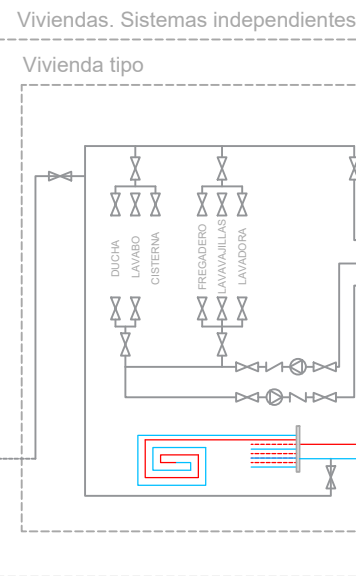 Viviendas. Sistemas independientes
Vivienda tipo
DUCHA
LAVABO
CISTERNA
FREGADERO
LAVAVAJILLAS
LAVADORA